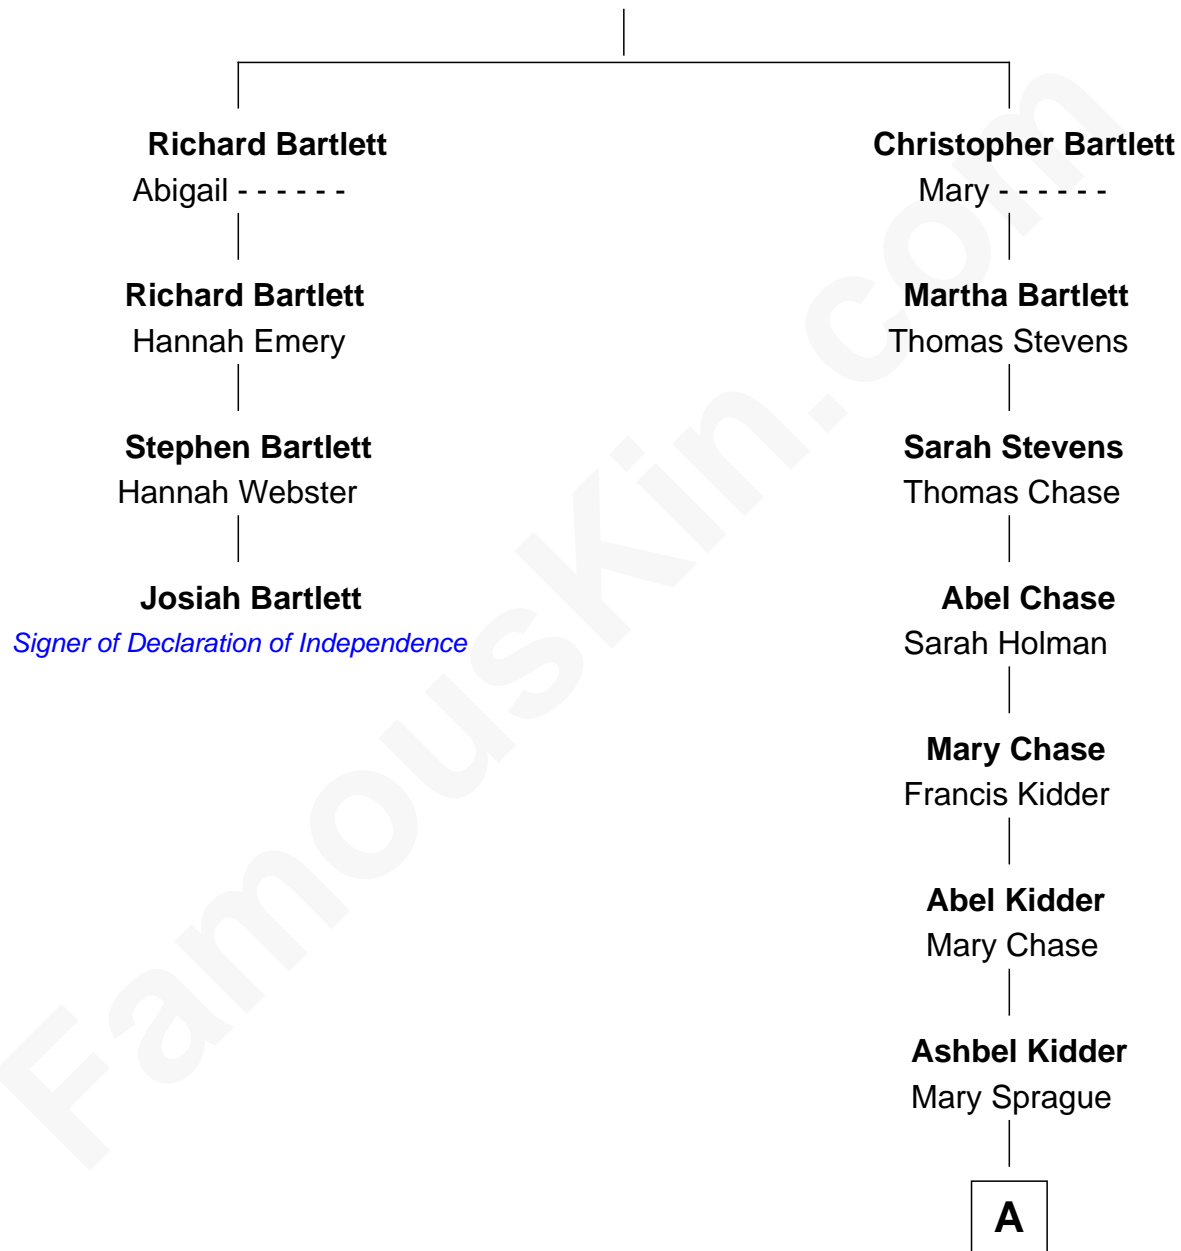 Richard Bartlett
Abigail - - - - - -
Richard Bartlett
Hannah Emery
Stephen Bartlett
Hannah Webster
Josiah Bartlett
Signer of Declaration of Independence
Christopher Bartlett
Mary - - - - - -
Martha Bartlett
Thomas Stevens
Sarah Stevens
Thomas Chase
Abel Chase
Sarah Holman
Mary Chase
Francis Kidder
Abel Kidder
Mary Chase
Ashbel Kidder
Mary Sprague
A
FamousKin.com